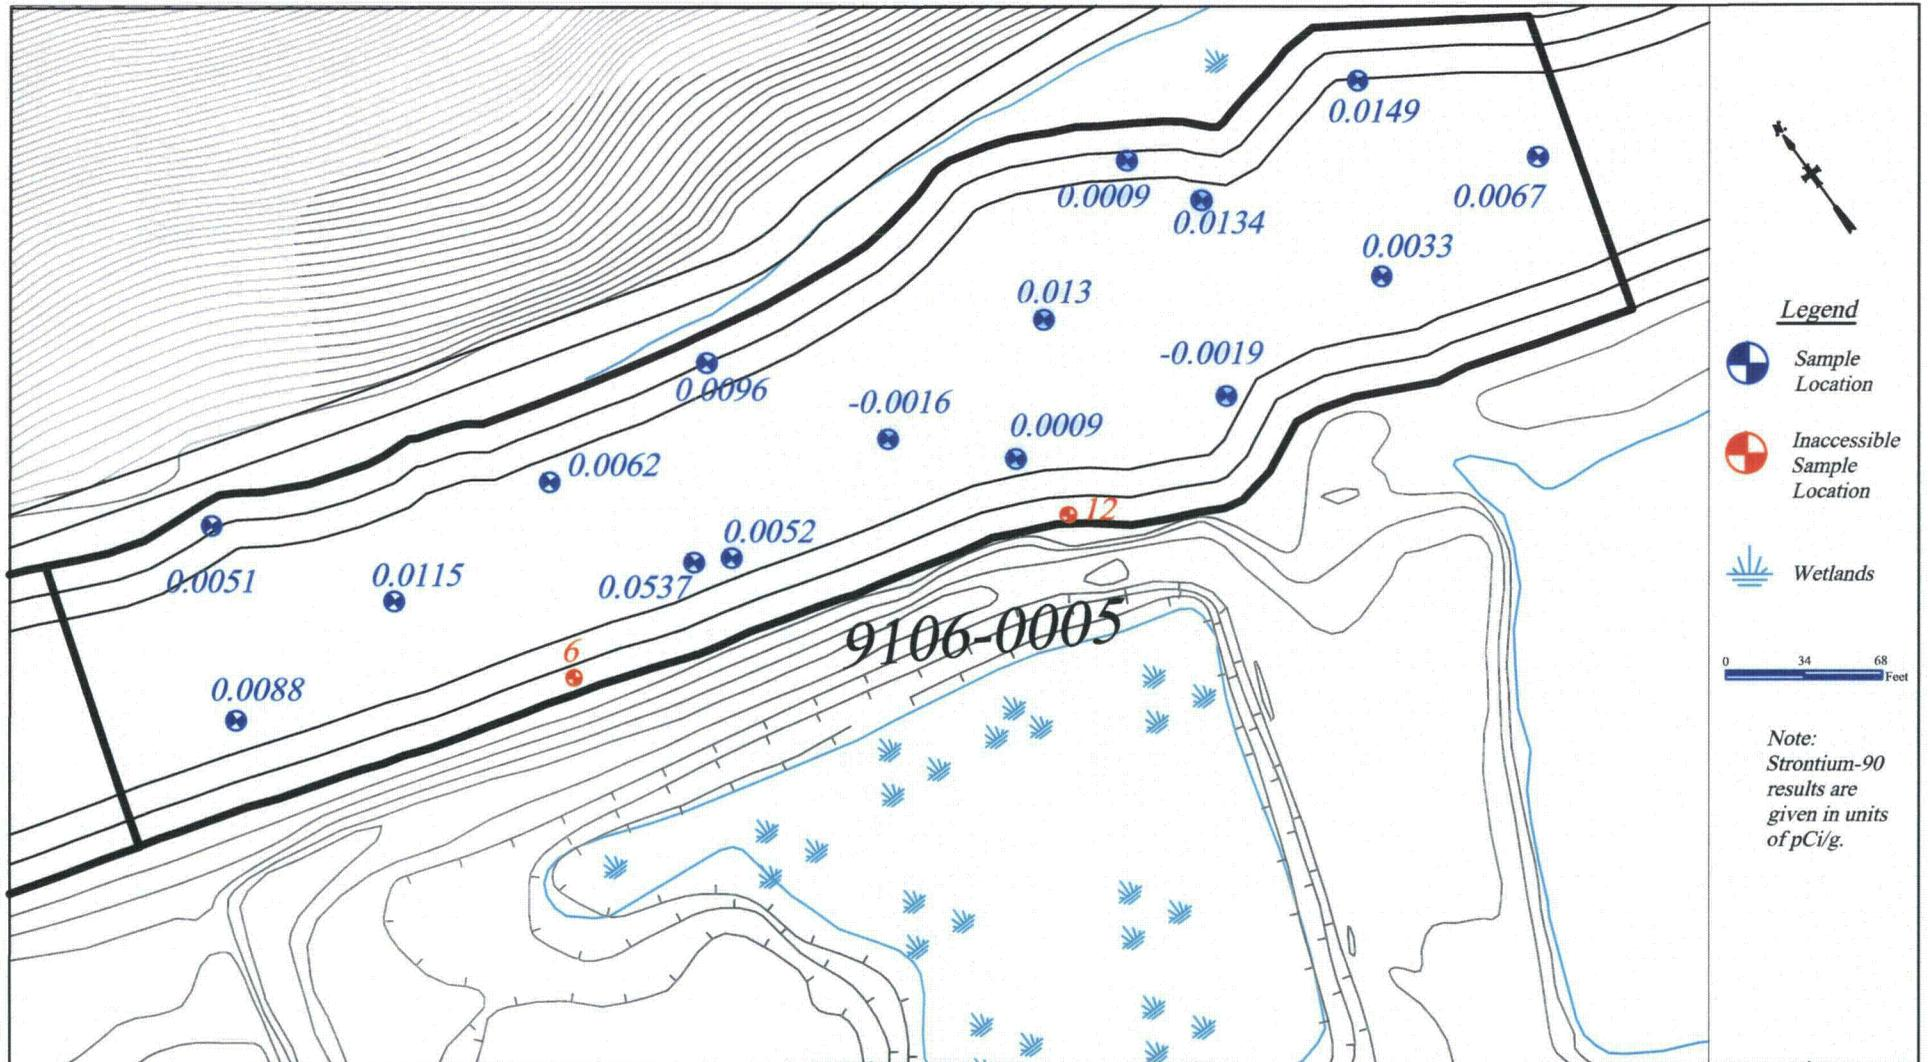 0.0149
0.0009
0.0134
0.0067
0.0033
0.013
-0.0019
0.0096
-0.0016
0.0009
0.0062
12
0.0052
0.0051
0.0115
0.0537
9106-0005
6
0.0088
N
Legend
Sample
Location
Inaccessible
Sample
Location
Wetlands
0 34 68
Feet
Note:
Strontium-90
results are
given in units
of pCi/g.